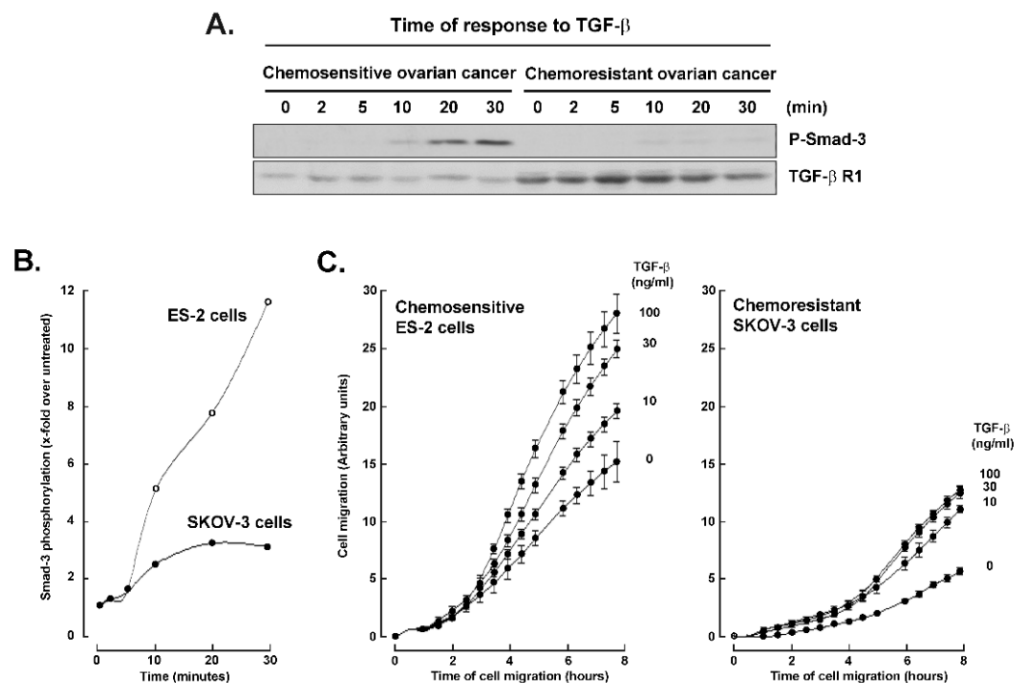 A.
Time of response to TGF-β
Chemosensitive ovarian cancer Chemoresistant ovarian cancer
0 2 5 10 20 30 0 2 5 10 20 30 (min)
P-Smad-3
TGF-β R1
B.
12
10
8
6
4
2
0
Smad-3 phosphorylation (x-fold over untreated)
ES-2 cells
SKOV-3 cells
0 10 20 30
Time (minutes)
C.
30
25
20
15
10
5
0
Cell migration (Arbitrary units)
Chemosensitive
ES-2 cells
TGF-β
(ng/ml)
100
30
10
0
0 2 4 6 8
Time of cell migration (hours)
30
25
20
15
10
5
0
Chemoresistant
SKOV-3 cells
TGF-β
(ng/ml)
100
30
10
0
0 2 4 6 8
Time of cell migration (hours)